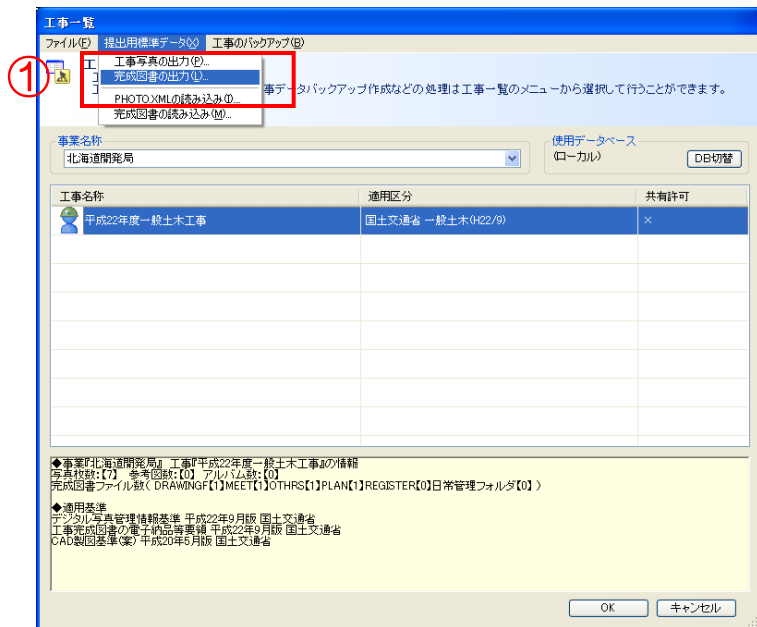 工事一覧
ファイル(F) 提出用標準データ(X) 工事のバックアップ(B)
①
工事写真の出力(P)...
完成図書の出力(L)...
PHOTO.XMLの読み込み(I)...
完成図書の読み込み(M)...
工
事データバックアップ作成などの処理は工事一覧のメニューから選択して行うことができます。
事業名称
北海道開発局
使用データベース
(ローカル)
DB切替
工事名称 適用区分 共有許可
平成22年度一般土木工事 国土交通省 一般土木(H22/9) ×
◆事業『北海道開発局』 工事『平成22年度一般土木工事』の情報
写真枚数:【7】 参考図数:【0】 アルバム数:【0】
完成図書ファイル数( DRAWINGF【1】MEET【1】OTHRS【1】PLAN【1】REGISTER【0】日常管理フォルダ【0】 )
◆適用基準
デジタル写真管理情報基準 平成22年9月版 国土交通省
工事完成図書の電子納品等要領 平成22年9月版 国土交通省
CAD製図基準(案) 平成20年5月版 国土交通省
OK キャンセル